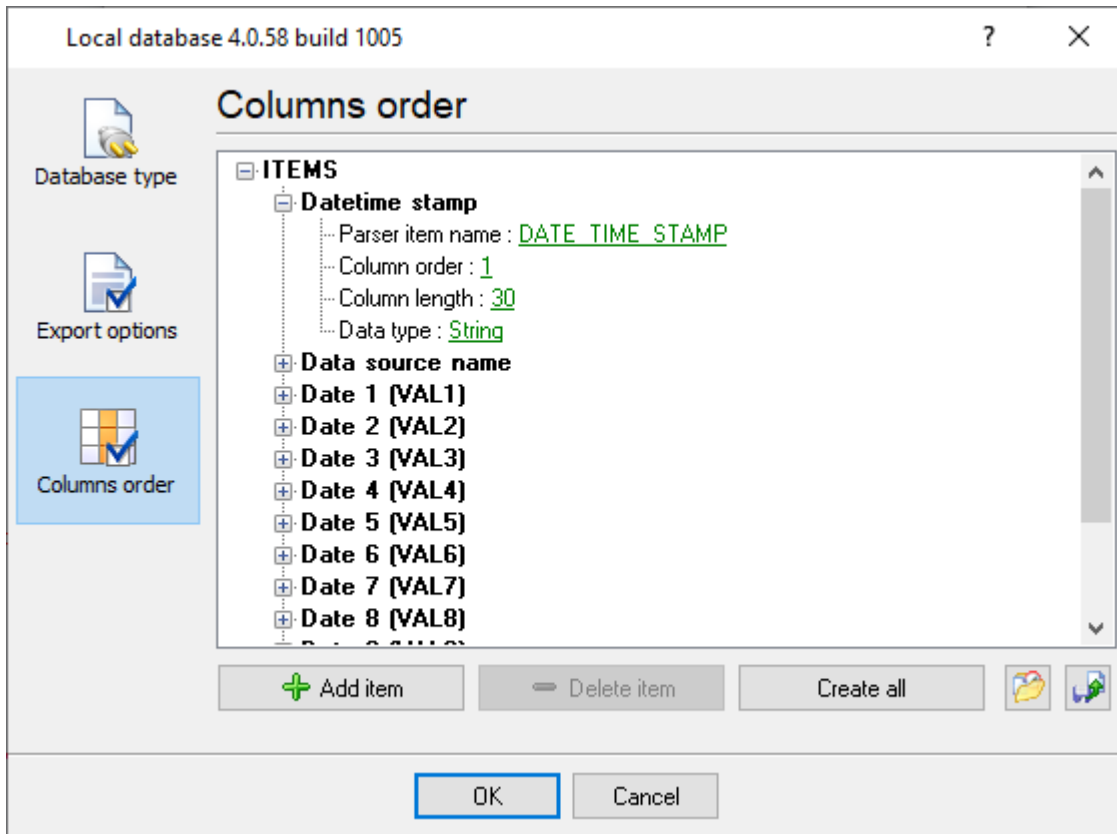 Local database 4.0.58 build 1005
?
Columns order
Database type
Export options
Columns order
ITEMS
Datetime stamp
Parser item name : DATE_TIME_STAMP
Column order : 1
Column length : 30
Data type : String
Data source name
Date 1 (VAL1)
Date 2 (VAL2)
Date 3 (VAL3)
Date 4 (VAL4)
Date 5 (VAL5)
Date 6 (VAL6)
Date 7 (VAL7)
Date 8 (VAL8)
Add item
Delete item
Create all
OK
Cancel